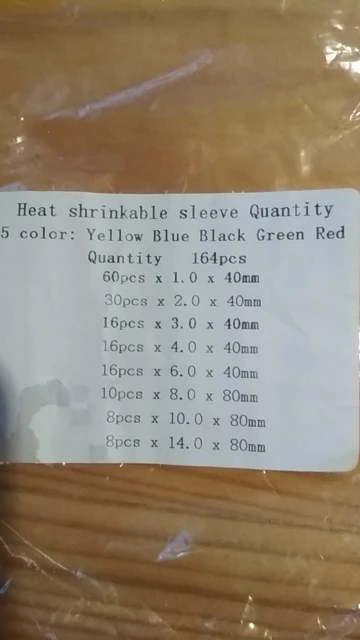 Heat shrinkable sleeve Quantity
5 color: Yellow Blue Black Green Red
Quantity 164pcs
60pcs x 1.0 x 40mm
30pcs x 2.0 x 40mm
16pcs x 3.0 x 40mm
16pcs x 4.0 x 40mm
16pcs x 6.0 x 40mm
10pcs x 8.0 x 80mm
8pcs x 10.0 x 80mm
8pcs x 14.0 x 80mm